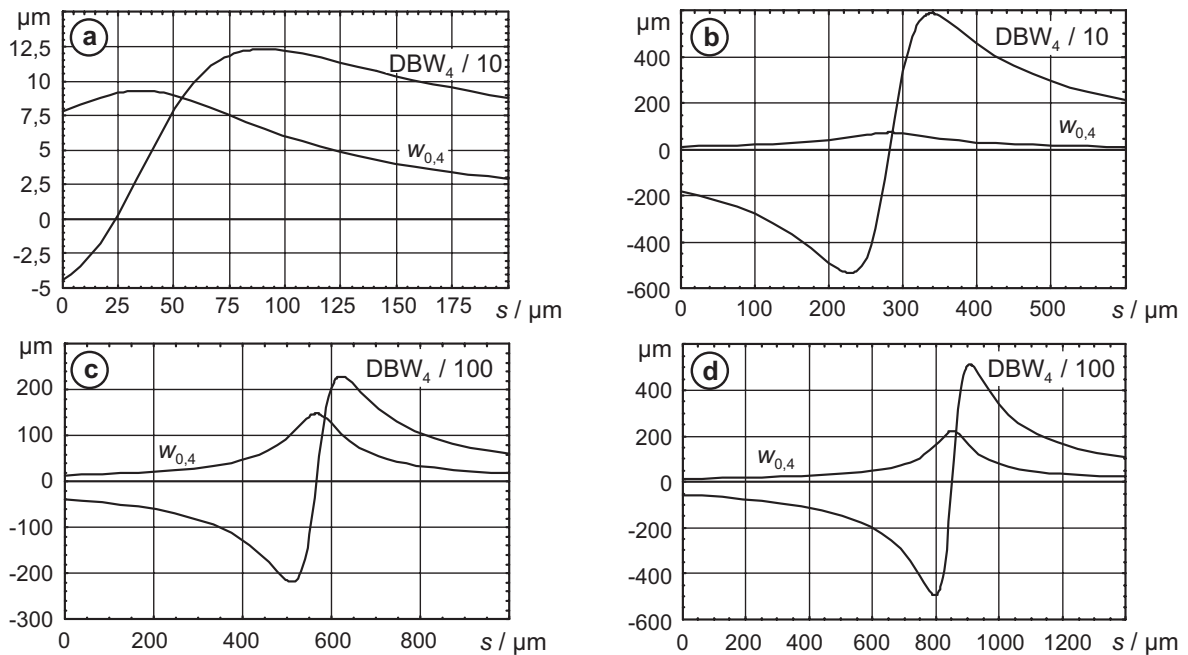 µm
a
12,5
10
7,5
5
2,5
0
-2,5
-5
DBW4 / 10
w0,4
0 25 50 75 100 125 150 175 s / µm
µm
b
400
200
0
-200
-400
-600
DBW4 / 10
w0,4
0 100 200 300 400 500 s / µm
µm
c
200
100
0
-100
-200
-300
DBW4 / 100
w0,4
0 200 400 600 800 s / µm
µm
d
400
200
0
-200
-400
-600
DBW4 / 100
w0,4
0 200 400 600 800 1000 1200 s / µm